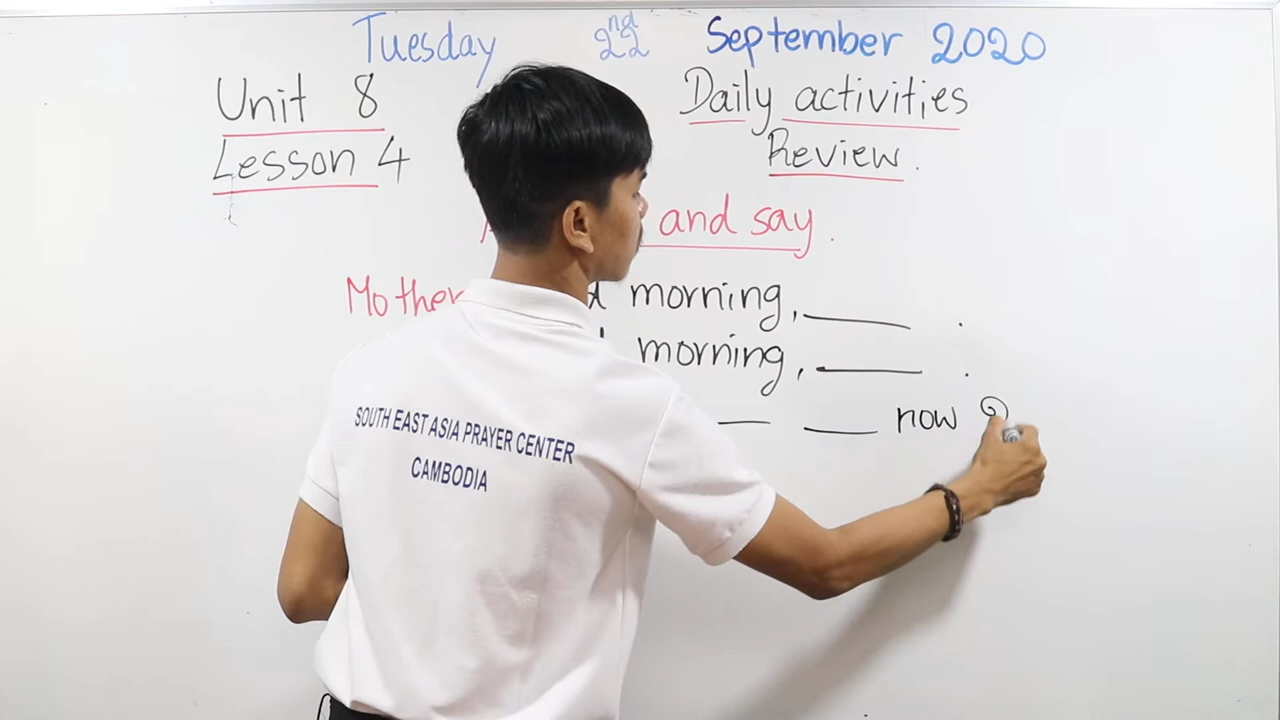 Tuesday 22nd September 2020
Unit 8 Daily activities
Lesson 4 Review.
and say.
Mother morning, ____ .
morning, ____ .
____ ____ now ?
SOUTH EAST ASIA PRAYER CENTER
CAMBODIA